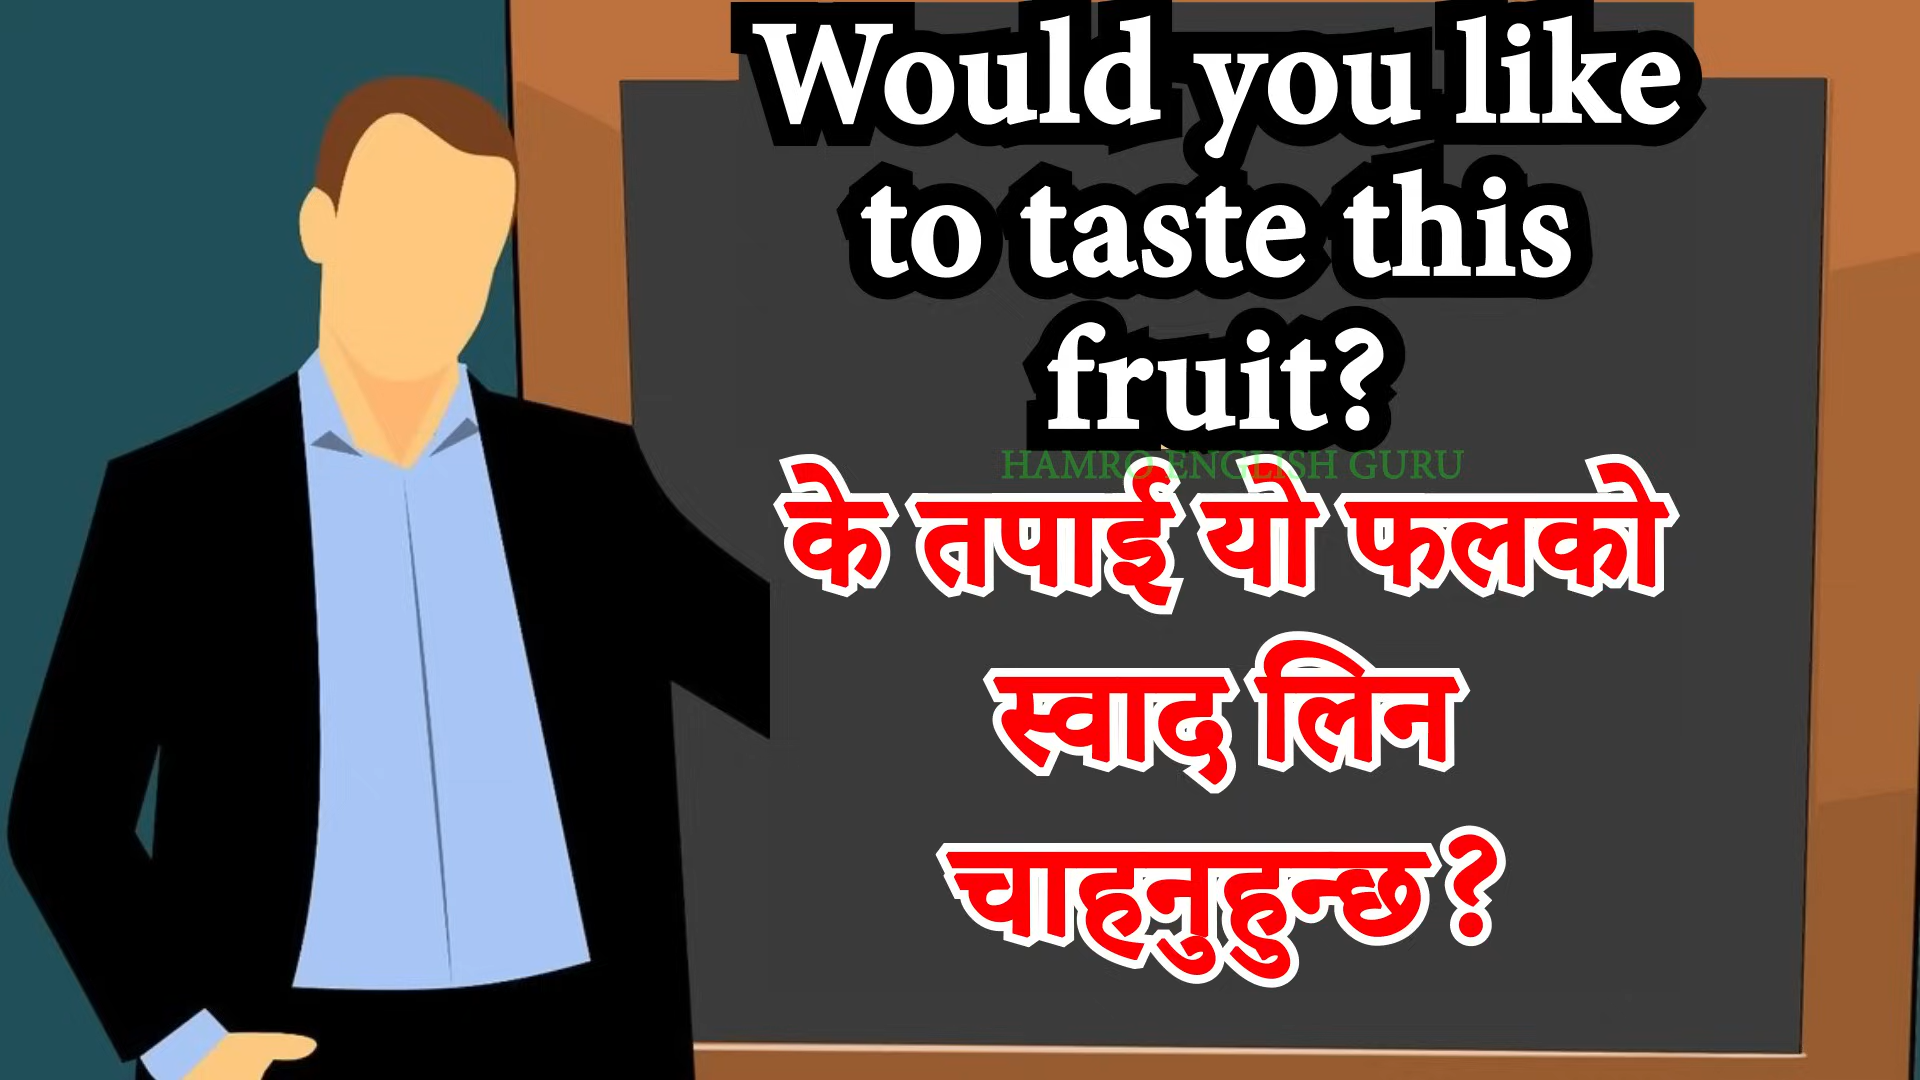 Would you like
to taste this
fruit?
HAMRO ENGLISH GURU
के तपाई यो फलको
स्वाद लिन
चाहनुहुन्छ?